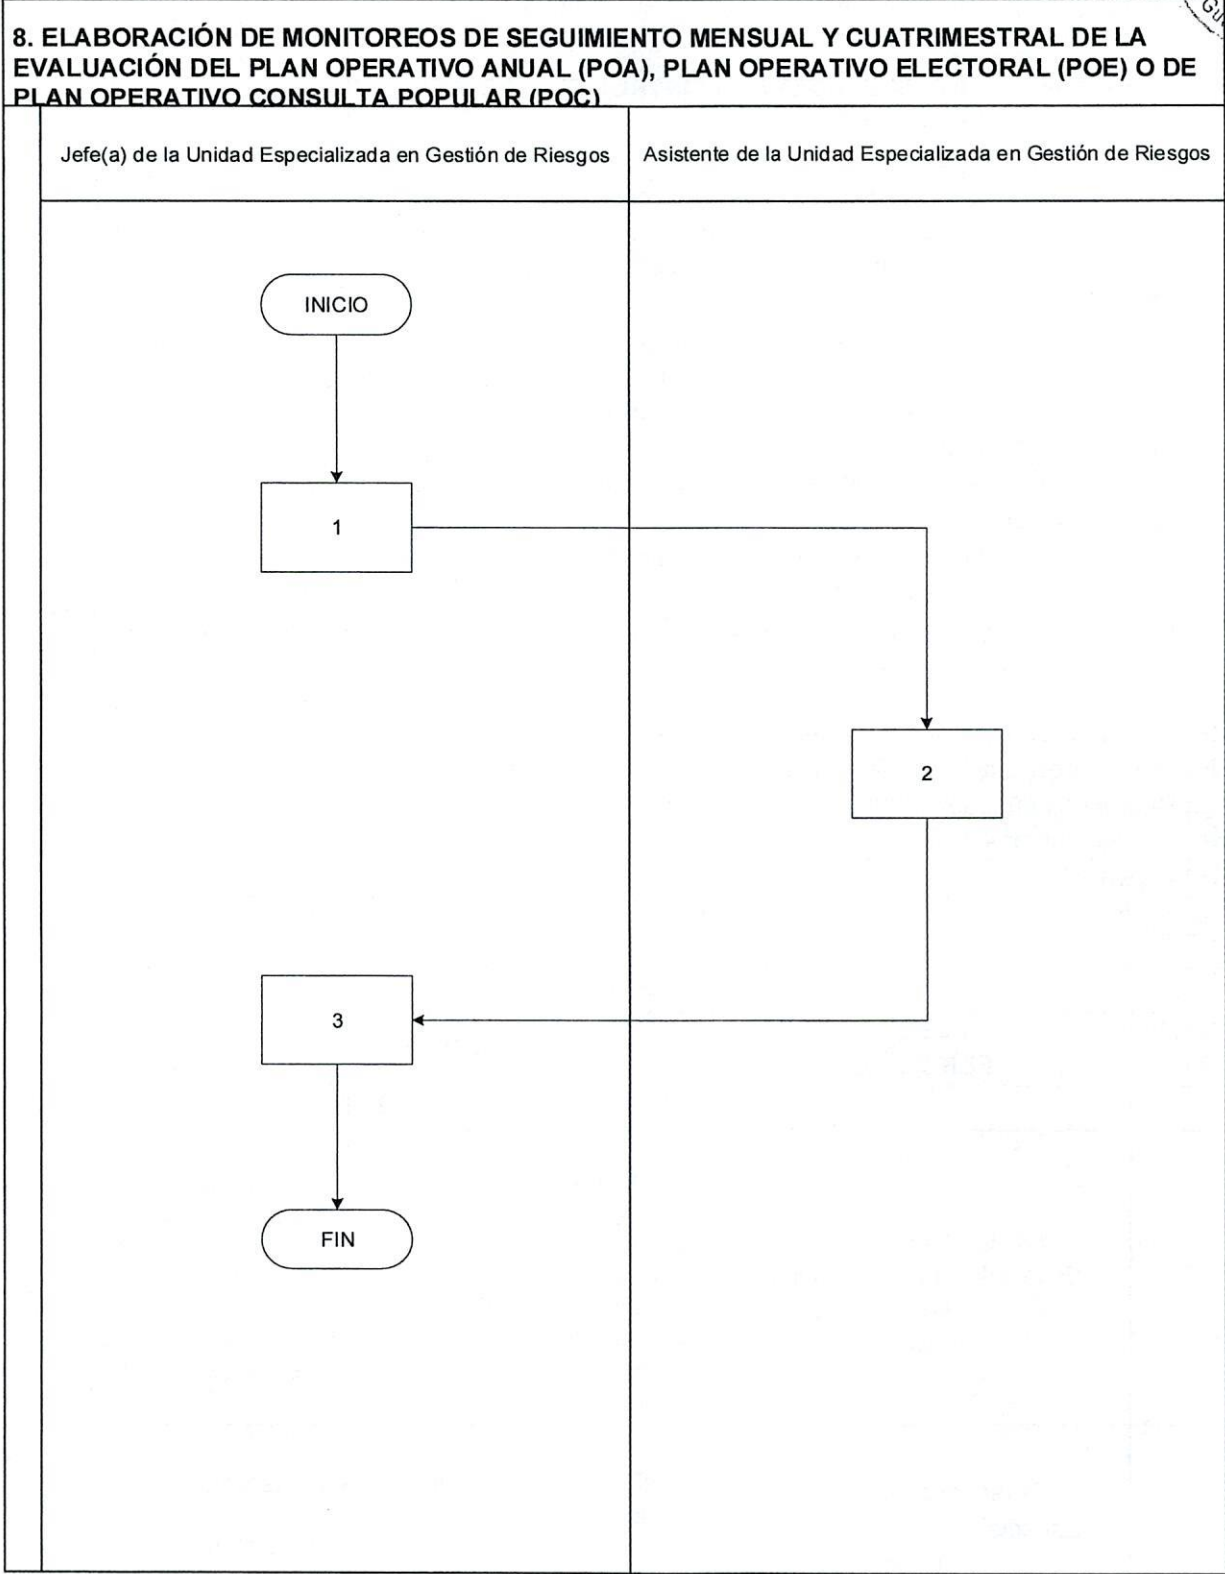 8. ELABORACIÓN DE MONITOREOS DE SEGUIMIENTO MENSUAL Y CUATRIMESTRAL DE LA
EVALUACIÓN DEL PLAN OPERATIVO ANUAL (POA), PLAN OPERATIVO ELECTORAL (POE) O DE
PLAN OPERATIVO CONSULTA POPULAR (POC)
Jefe(a) de la Unidad Especializada en Gestión de Riesgos
Asistente de la Unidad Especializada en Gestión de Riesgos
INICIO
1
2
3
FIN